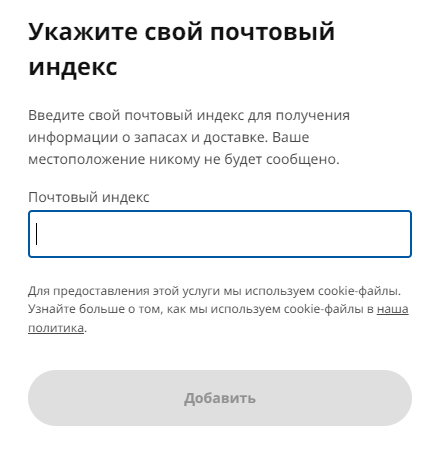 Укажите свой почтовый
индекс
Введите свой почтовый индекс для получения
информации о запасах и доставке. Ваше
местоположение никому не будет сообщено.
Почтовый индекс
Для предоставления этой услуги мы используем cookie-файлы.
Узнайте больше о том, как мы используем cookie-файлы в наша
политика.
Добавить